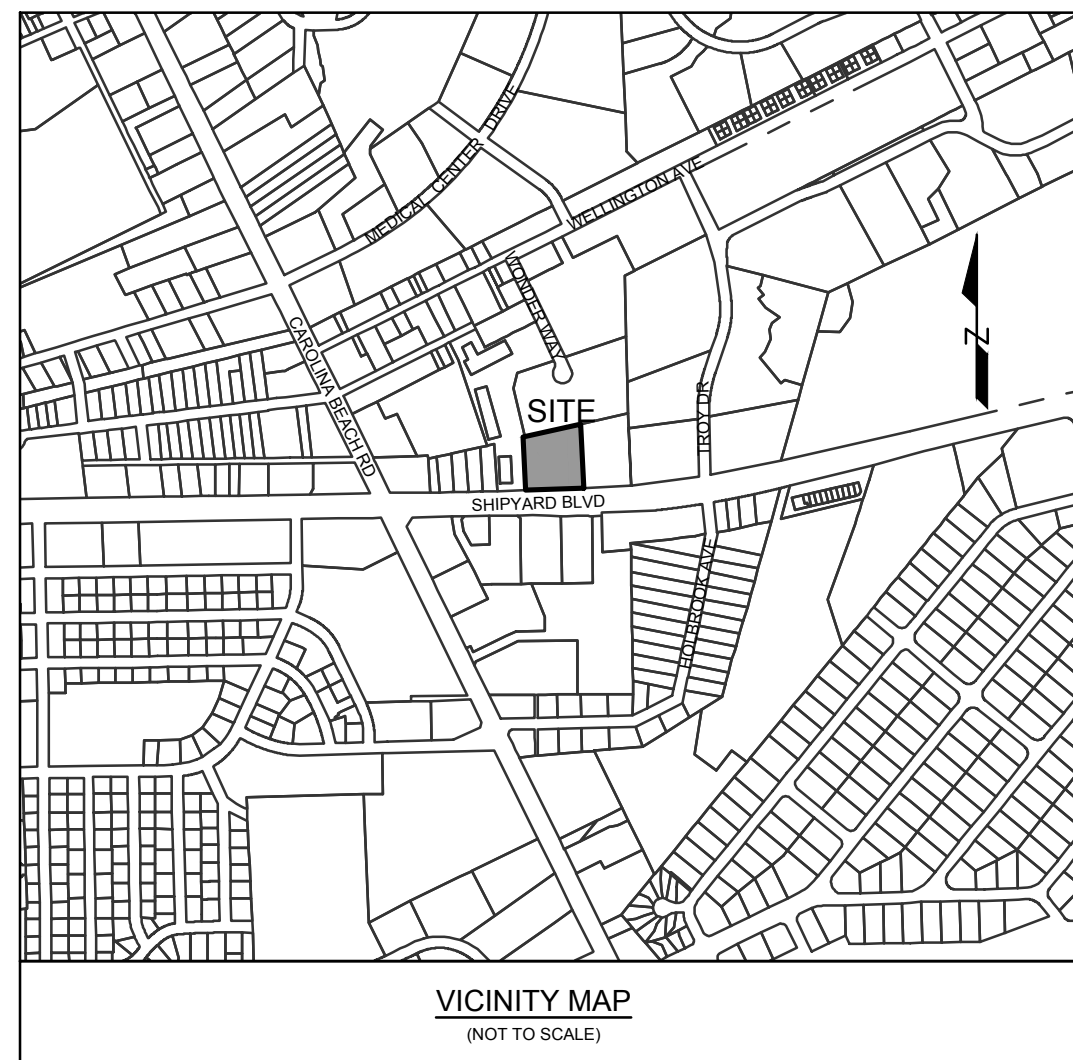 MEDICAL CENTER DRIVE
WELLINGTON AVE
WONDER WAY
CAROLINA BEACH RD
N
TROY DR
SITE
SHIPYARD BLVD
HOLBROOK AVE
VICINITY MAP
(NOT TO SCALE)